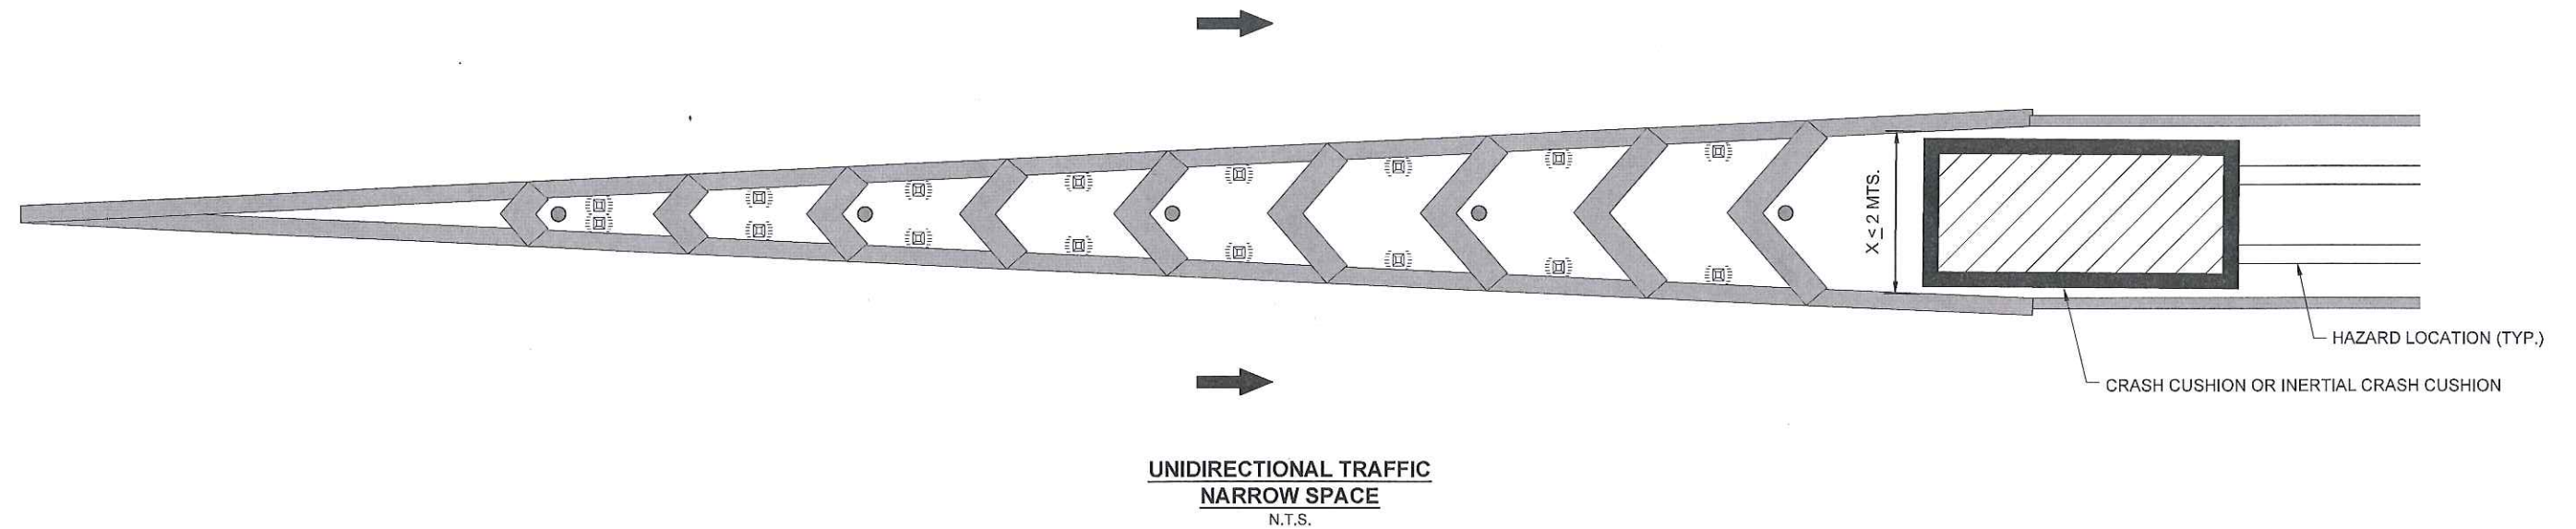 X ≤ 2 MTS.
HAZARD LOCATION (TYP.)
CRASH CUSHION OR INERTIAL CRASH CUSHION
UNIDIRECTIONAL TRAFFIC
NARROW SPACE
N.T.S.